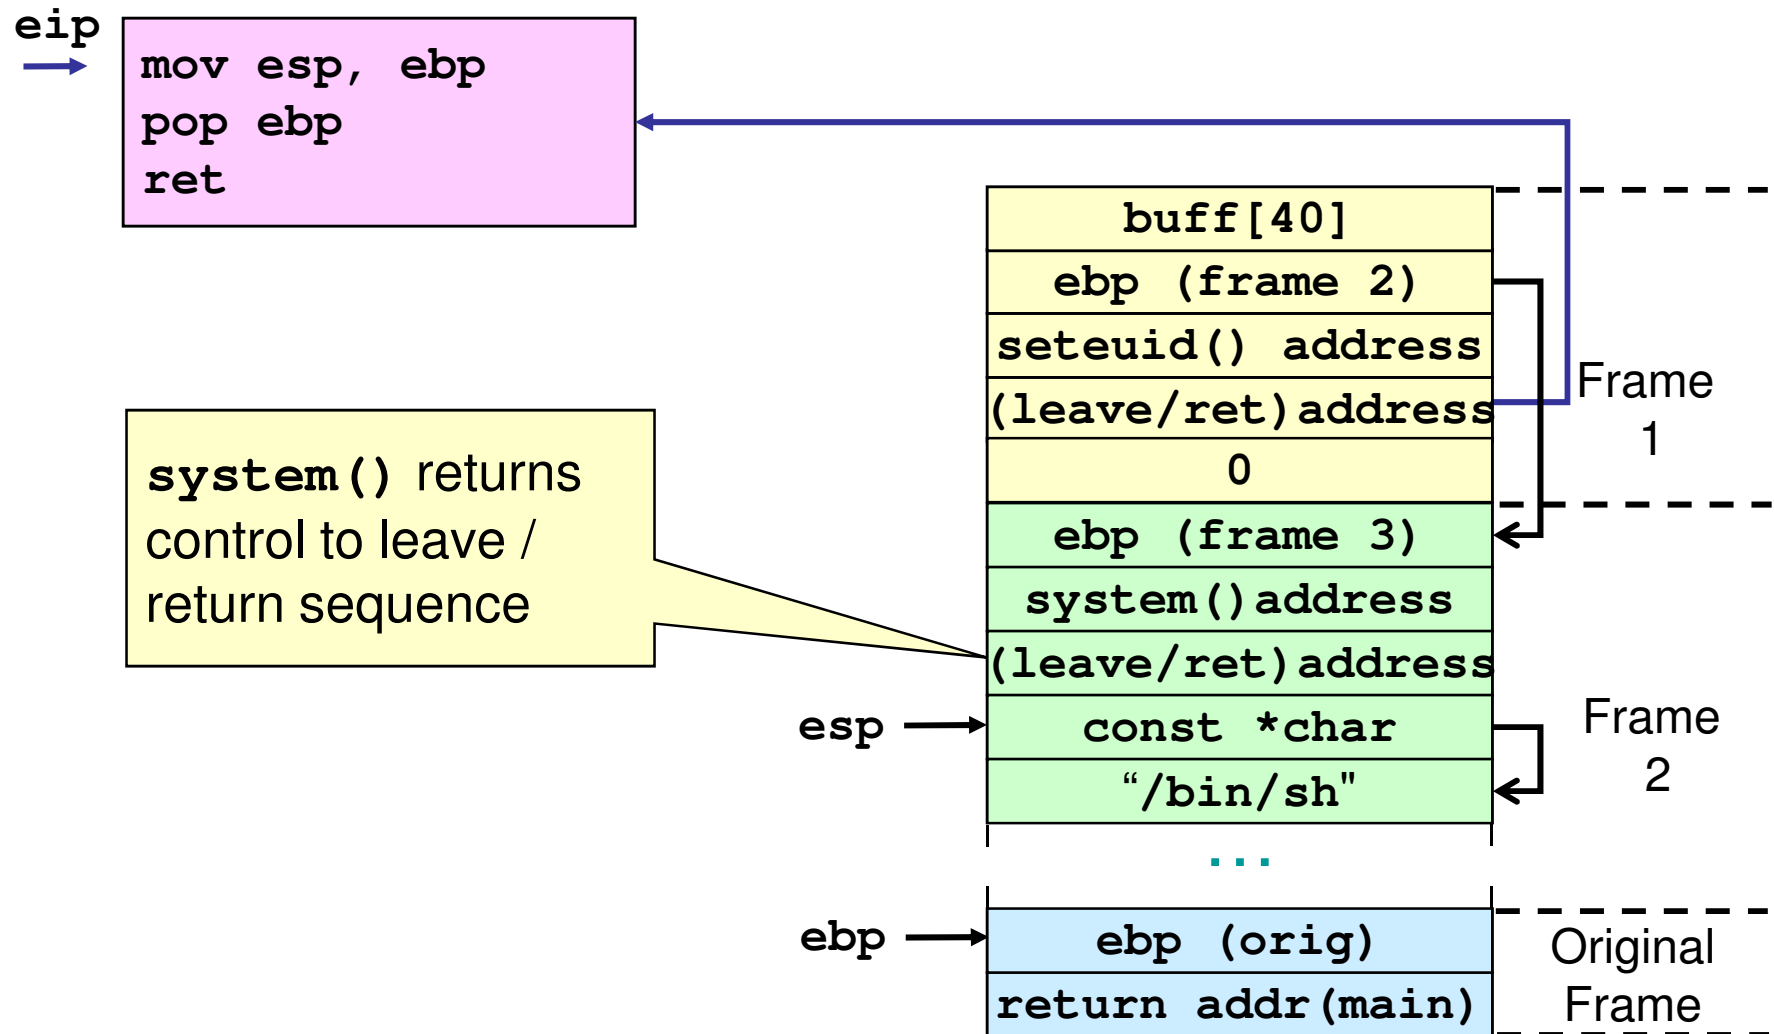 eip
mov esp, ebp
pop ebp
ret
buff[40]
ebp (frame 2)
seteuid() address
(leave/ret)address
0
Frame
1
ebp (frame 3)
system()address
(leave/ret)address
const *char
“/bin/sh"
Frame
2
system() returns
control to leave /
return sequence
esp
...
ebp
ebp (orig)
return addr(main)
Original
Frame